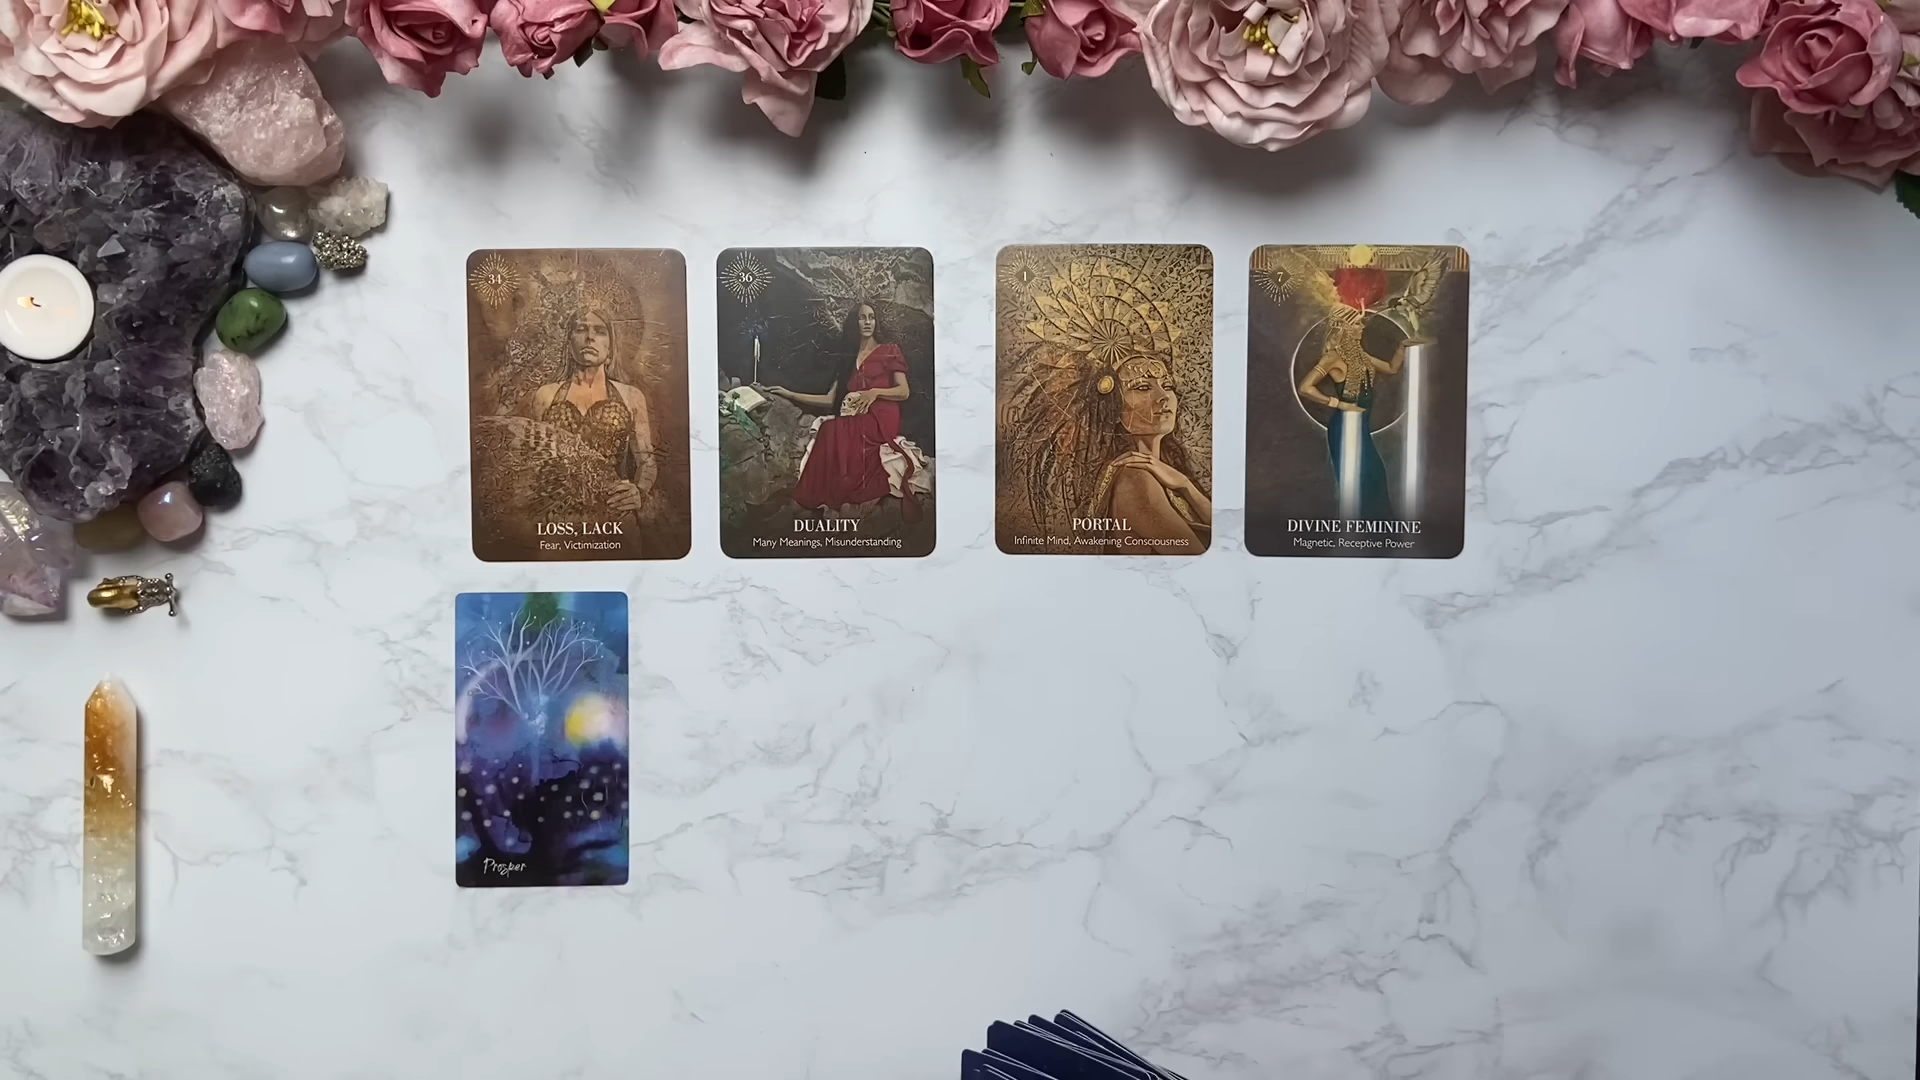 34
LOSS, LACK
Fear, Victimization
36
DUALITY
Many Meanings, Misunderstanding
1
PORTAL
Infinite Mind, Awakening Consciousness
7
DIVINE FEMININE
Magnetic, Receptive Power
Prosper